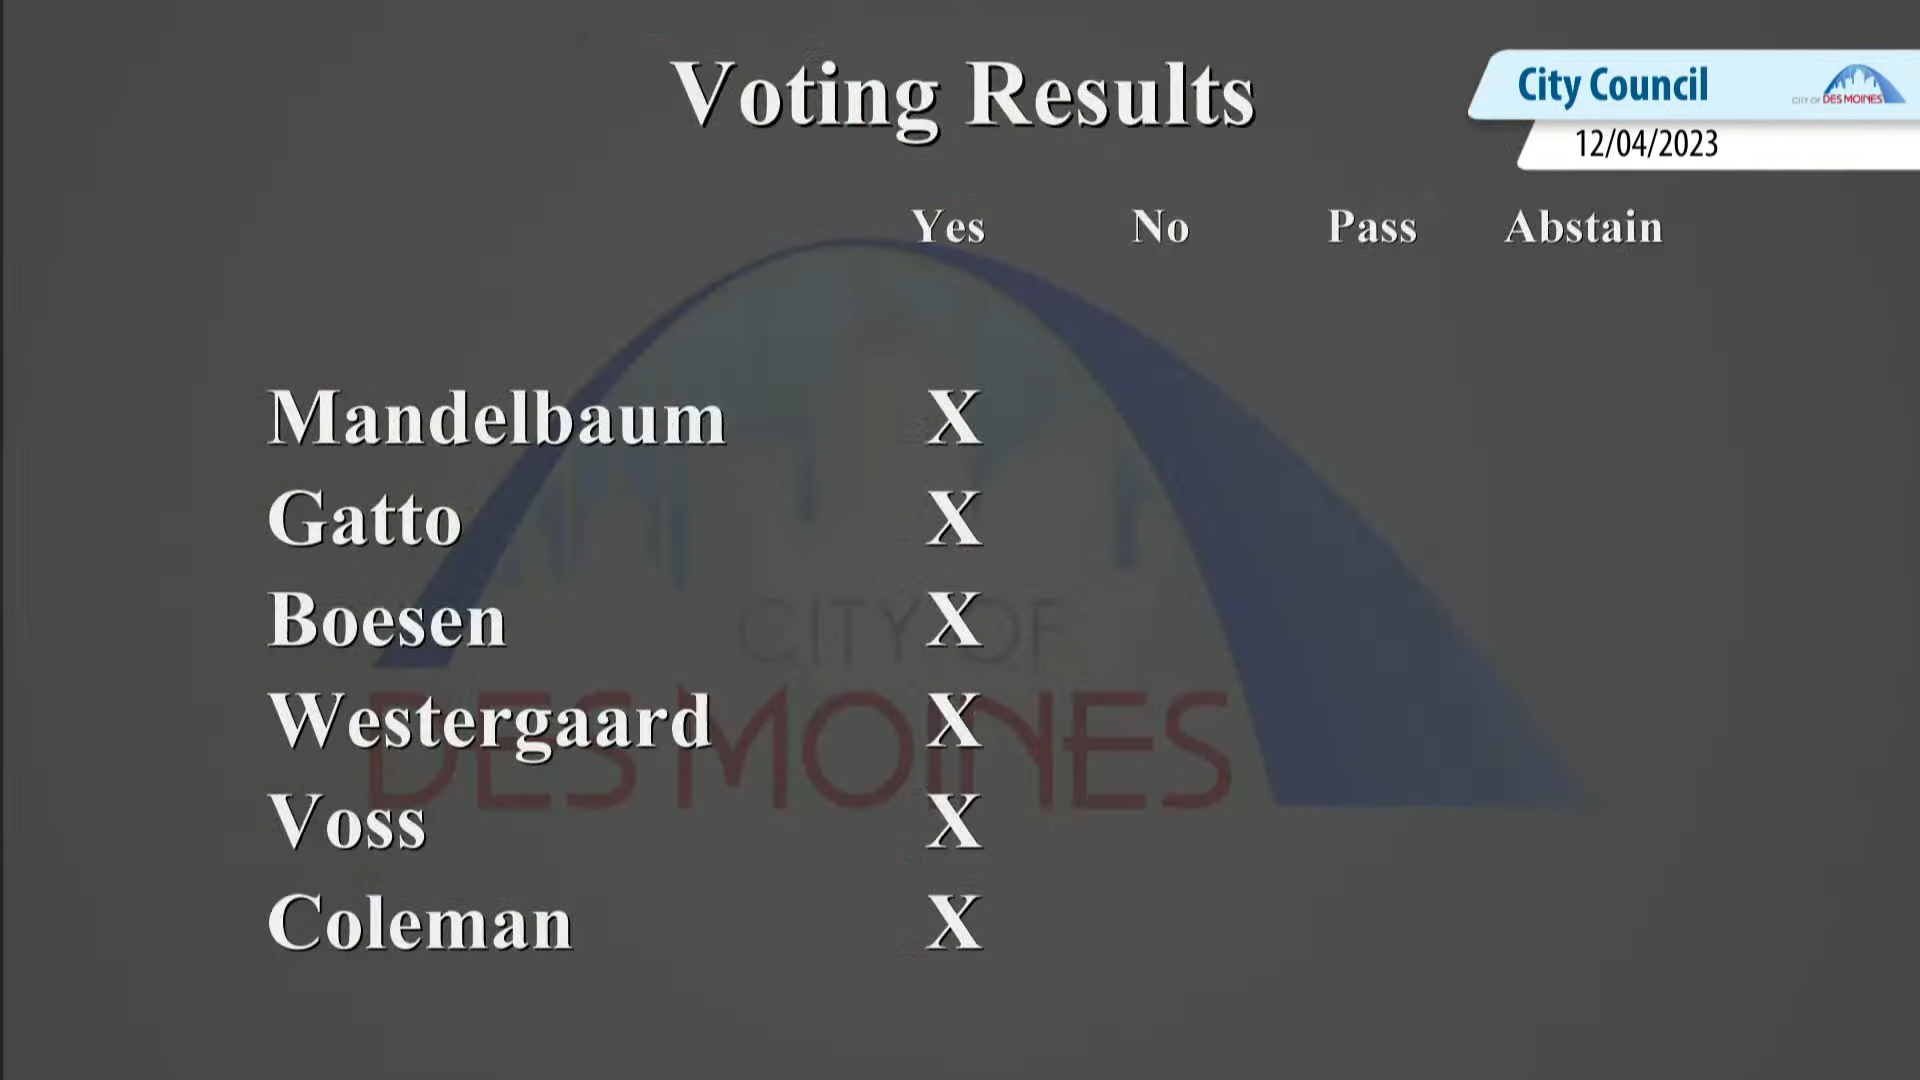 Voting Results
City Council
CITY OF DES MOINES
12/04/2023
Yes No Pass Abstain
Mandelbaum X
Gatto X
Boesen X
CITY OF
Westergaard X
DES MOINES
Voss X
Coleman X